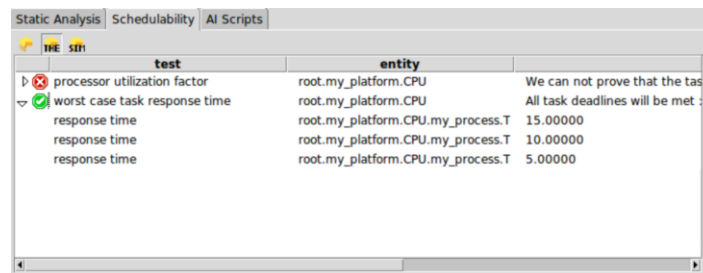 Static Analysis Schedulability AI Scripts
THE SIM
test entity
processor utilization factor root.my_platform.CPU We can not prove that the tas
worst case task response time root.my_platform.CPU All task deadlines will be met :
response time root.my_platform.CPU.my_process.T 15.00000
response time root.my_platform.CPU.my_process.T 10.00000
response time root.my_platform.CPU.my_process.T 5.00000